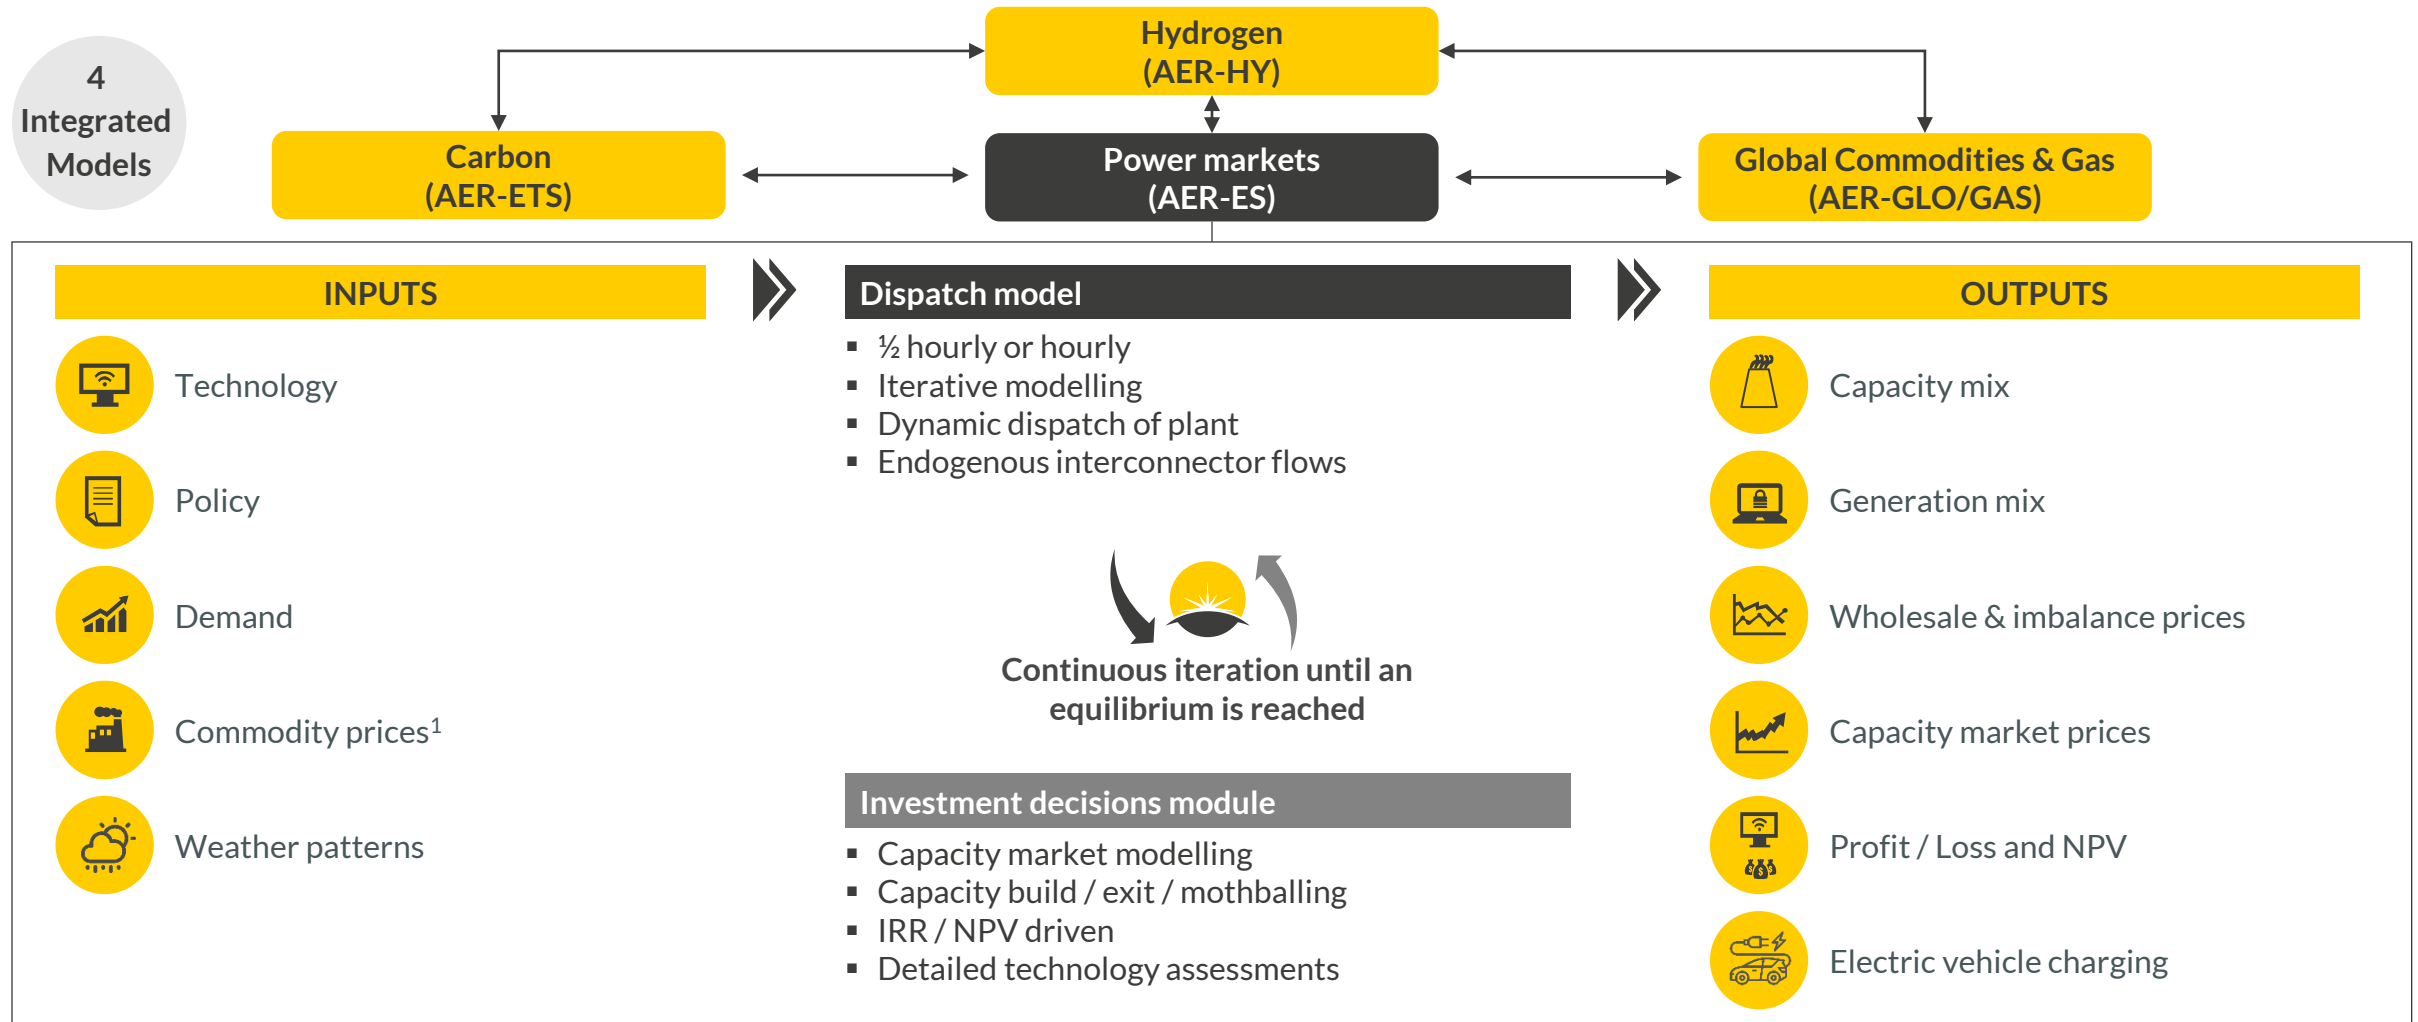 4
Integrated
Models
Hydrogen
(AER-HY)
Carbon
(AER-ETS)
Power markets
(AER-ES)
Global Commodities & Gas
(AER-GLO/GAS)
INPUTS
Technology
Policy
Demand
Commodity prices¹
Weather patterns
Dispatch model
▪ ½ hourly or hourly
▪ Iterative modelling
▪ Dynamic dispatch of plant
▪ Endogenous interconnector flows
Continuous iteration until an
equilibrium is reached
Investment decisions module
▪ Capacity market modelling
▪ Capacity build / exit / mothballing
▪ IRR / NPV driven
▪ Detailed technology assessments
OUTPUTS
Capacity mix
Generation mix
Wholesale & imbalance prices
Capacity market prices
Profit / Loss and NPV
Electric vehicle charging